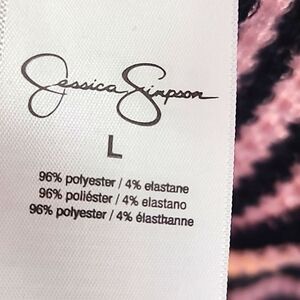 Jessica Simpson
L
96% polyester / 4% elastane
96% poliéster / 4% elastano
96% polyester / 4% élasthanne